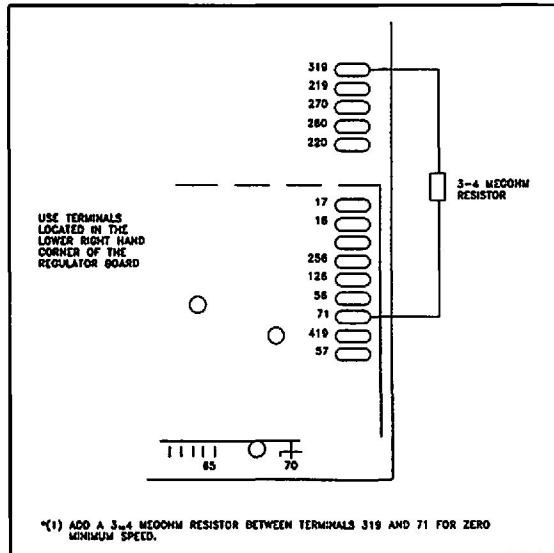 319
219
270
260
220
3-4 MEGOHM
RESISTOR
17
16
USE TERMINALS
LOCATED IN THE
LOWER RIGHT HAND
CORNER OF THE
REGULATOR BOARD
256
126
56
71
419
57
65
70
*(1) ADD A 3-4 MEGOHM RESISTOR BETWEEN TERMINALS 319 AND 71 FOR ZERO
MINIMUM SPEED.